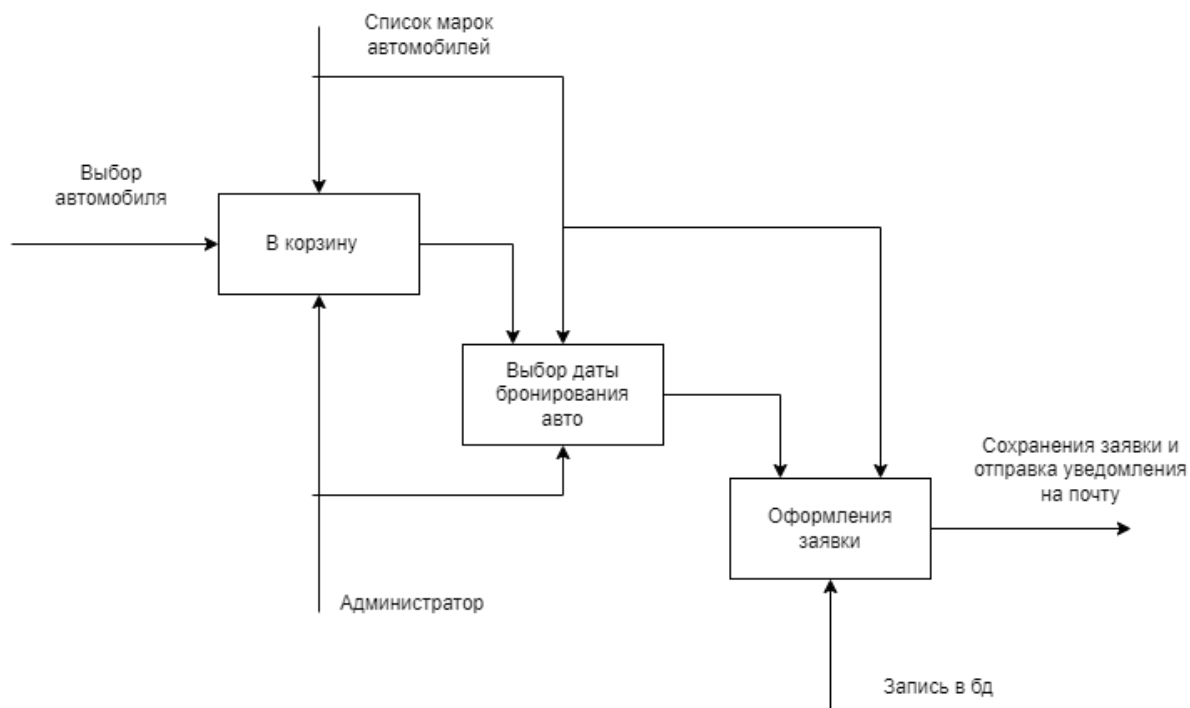 Список марок
автомобилей
Выбор
автомобиля
В корзину
Выбор даты
бронирования
авто
Сохранения заявки и
отправка уведомления
на почту
Оформления
заявки
Администратор
Запись в бд